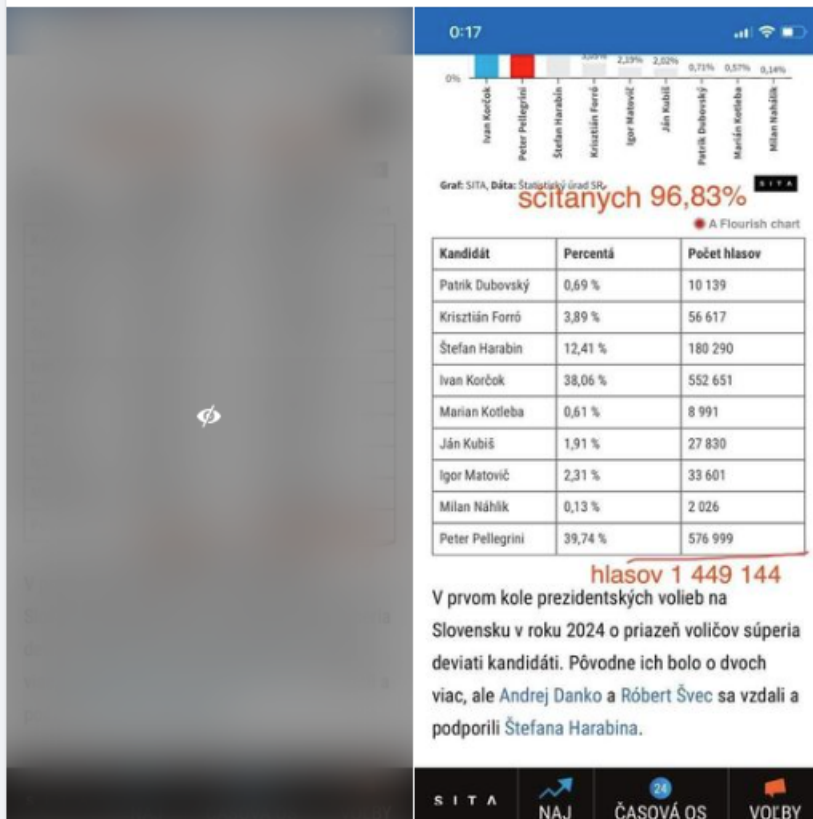 0:17
3,05% 2,19% 2,02% 0,71% 0,57% 0,14%
0%
Ivan Korčok
Peter Pellegrini
Štefan Harabin
Krisztián Forró
Igor Matovič
Ján Kubiš
Patrik Dubovský
Marián Kotleba
Milan Nahálik
Graf: SITA, Dáta: Štatistický úrad SR
SITA
sčítaných 96,83%
A Flourish chart
Kandidát Percentá Počet hlasov
Patrik Dubovský 0,69 % 10 139
Krisztián Forró 3,89 % 56 617
Štefan Harabin 12,41 % 180 290
Ivan Korčok 38,06 % 552 651
Marian Kotleba 0,61 % 8 991
Ján Kubiš 1,91 % 27 830
Igor Matovič 2,31 % 33 601
Milan Náhlik 0,13 % 2 026
Peter Pellegrini 39,74 % 576 999
hlasov 1 449 144
V prvom kole prezidentských volieb na
Slovensku v roku 2024 o priazeň voličov súperia
deviati kandidáti. Pôvodne ich bolo o dvoch
viac, ale Andrej Danko a Róbert Švec sa vzdali a
podporili Štefana Harabina.
SITA
NAJ
24
ČASOVÁ OS
VOĽBY